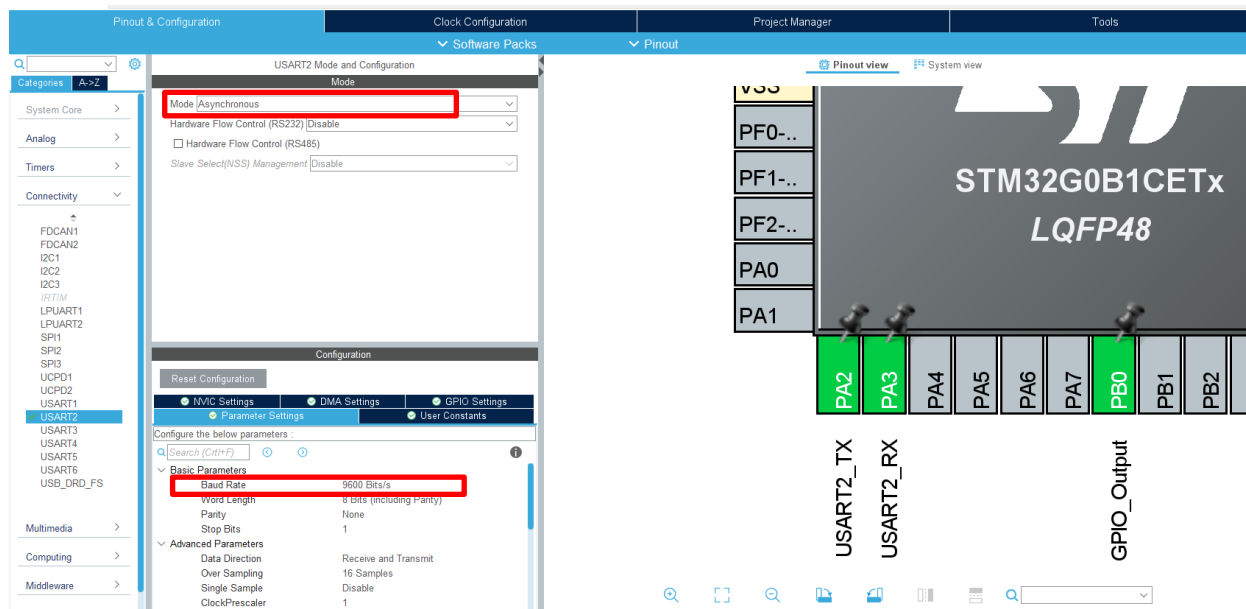 Pinout & Configuration
Clock Configuration
Project Manager
Tools
Software Packs
Pinout
Categories
A->Z
System Core
Analog
Timers
Connectivity
FDCAN1
FDCAN2
I2C1
I2C2
I2C3
IRTIM
LPUART1
LPUART2
SPI1
SPI2
SPI3
UCPD1
UCPD2
USART1
USART2
USART3
USART4
USART5
USART6
USB_DRD_FS
Multimedia
Computing
Middleware
USART2 Mode and Configuration
Mode
Mode Asynchronous
Hardware Flow Control (RS232) Disable
Hardware Flow Control (RS485)
Slave Select(NSS) Management Disable
Configuration
Reset Configuration
NVIC Settings
DMA Settings
GPIO Settings
Parameter Settings
User Constants
Configure the below parameters :
Search (Crtl+F)
Basic Parameters
Baud Rate 9600 Bits/s
Word Length 8 Bits (including Parity)
Parity None
Stop Bits 1
Advanced Parameters
Data Direction Receive and Transmit
Over Sampling 16 Samples
Single Sample Disable
ClockPrescaler 1
Pinout view
System view
VSS
PF0-..
PF1-..
PF2-..
PA0
PA1
STM32G0B1CETx
LQFP48
PA2
PA3
PA4
PA5
PA6
PA7
PB0
PB1
PB2
USART2_TX
USART2_RX
GPIO_Output